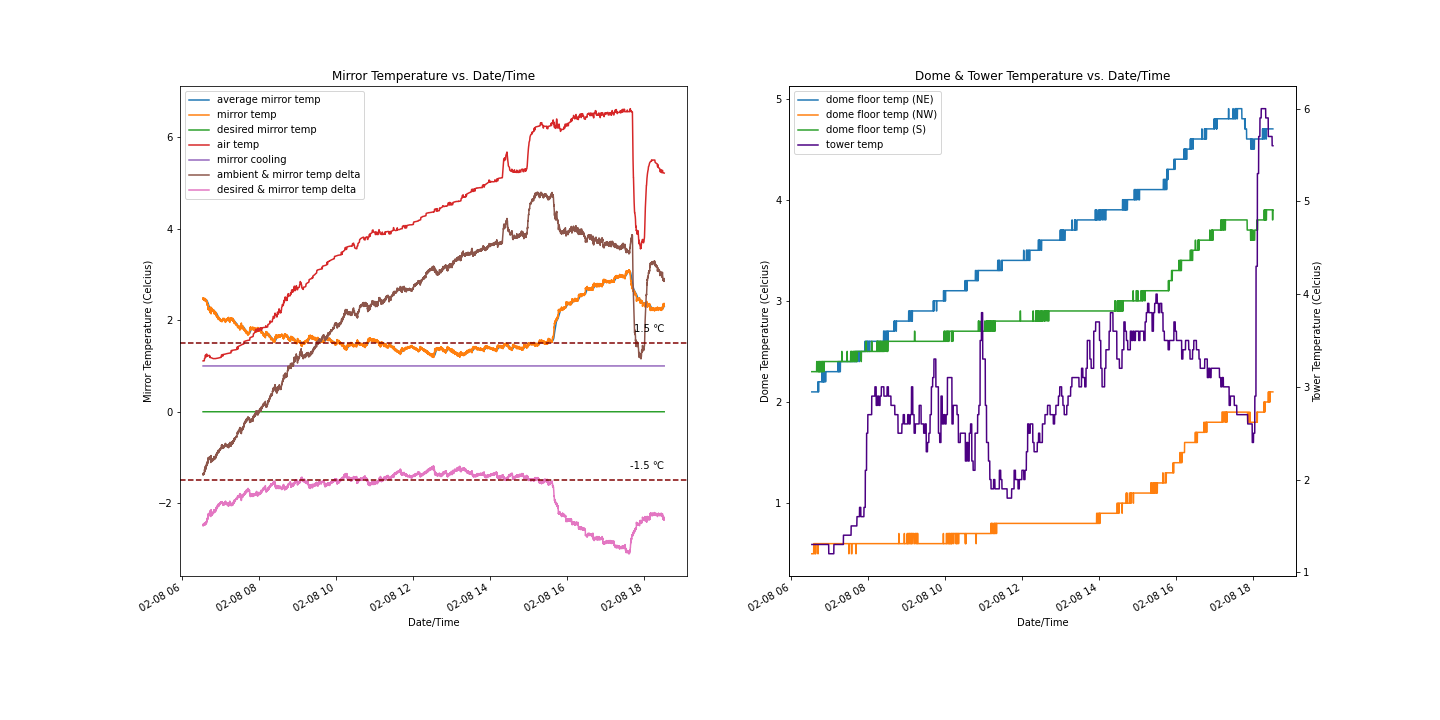 Mirror Temperature vs. Date/Time
average mirror temp
mirror temp
desired mirror temp
air temp
mirror cooling
ambient & mirror temp delta
desired & mirror temp delta
6
4
2
0
−2
Mirror Temperature (Celcius)
1.5 °C
-1.5 °C
02-08 06
02-08 08
02-08 10
02-08 12
02-08 14
02-08 16
02-08 18
Date/Time
Dome & Tower Temperature vs. Date/Time
dome floor temp (NE)
dome floor temp (NW)
dome floor temp (S)
tower temp
5
4
3
2
1
Dome Temperature (Celcius)
6
5
4
3
2
1
Tower Temperature (Celcius)
02-08 06
02-08 08
02-08 10
02-08 12
02-08 14
02-08 16
02-08 18
Date/Time